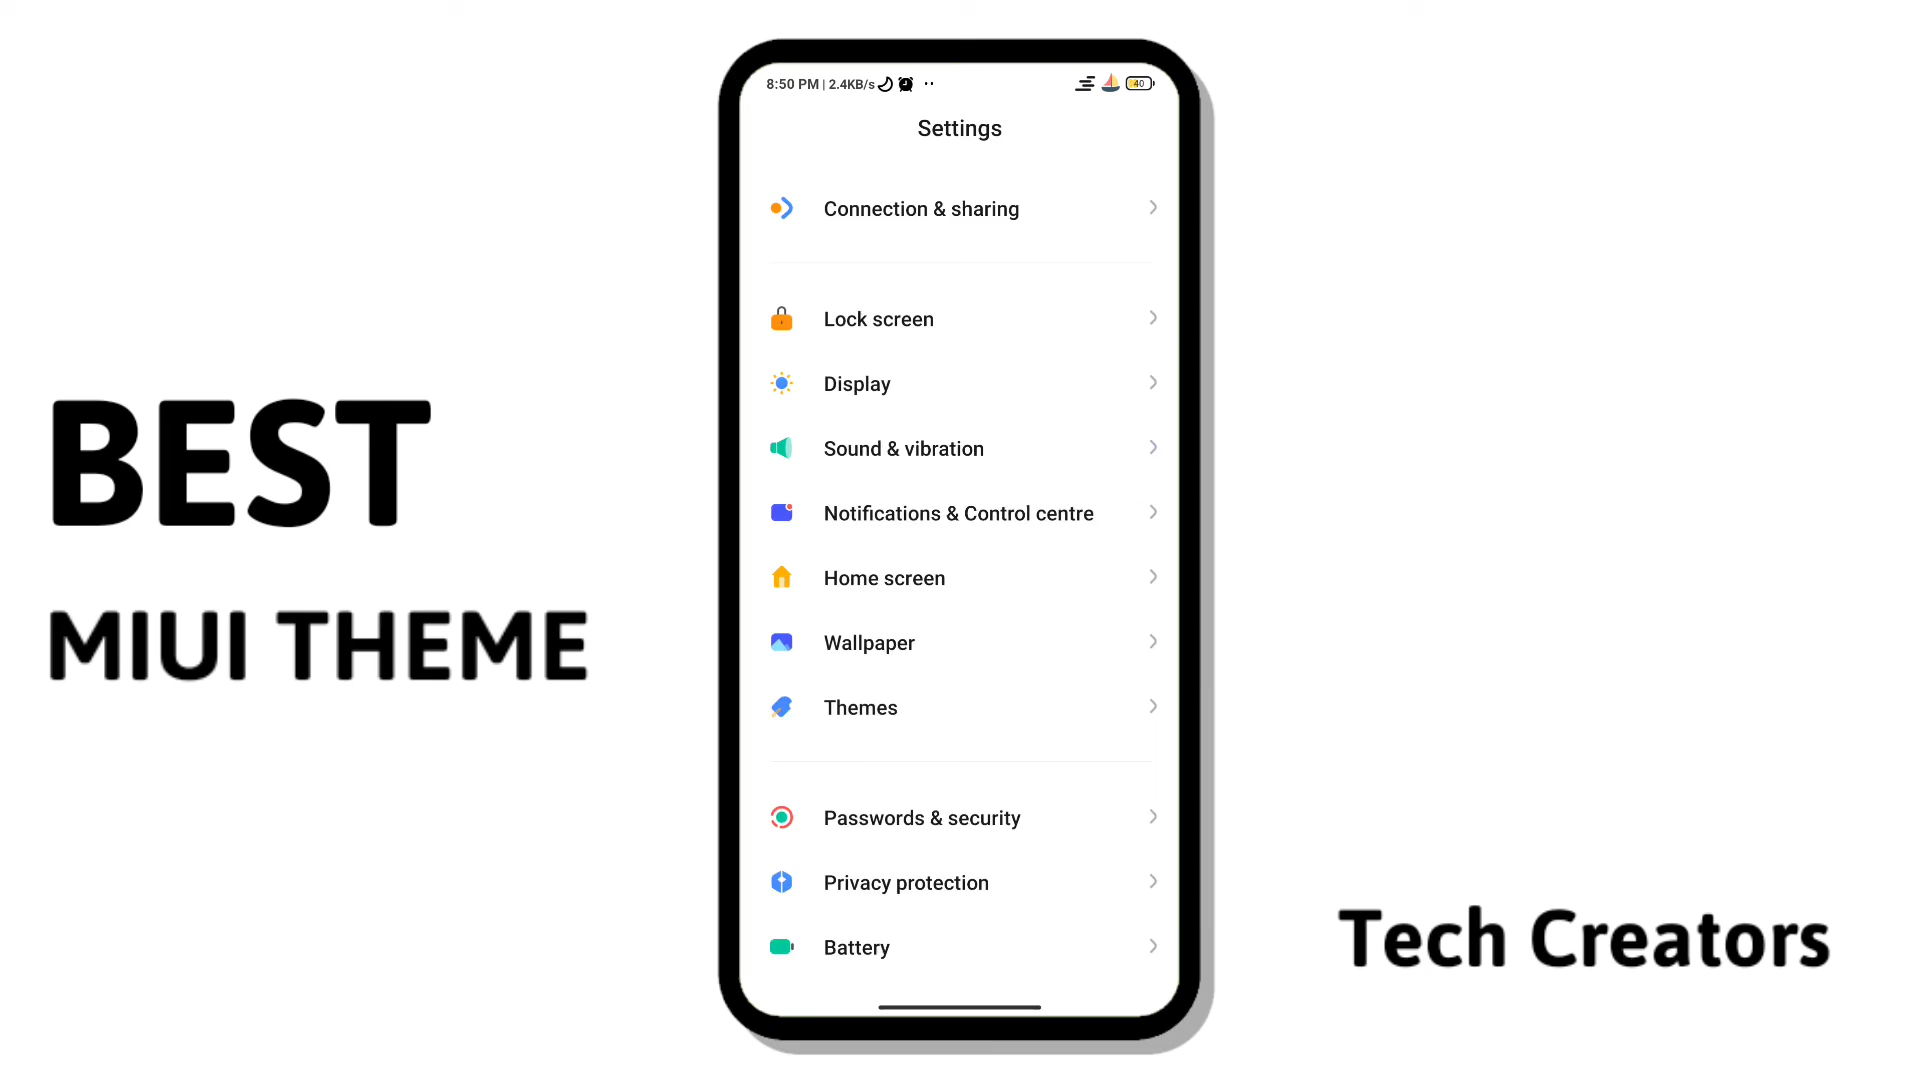 8:50 PM | 2.4KB/s
40
Settings
Connection & sharing
Lock screen
Display
Sound & vibration
Notifications & Control centre
Home screen
Wallpaper
Themes
Passwords & security
Privacy protection
Battery
BEST
MIUI THEME
Tech Creators